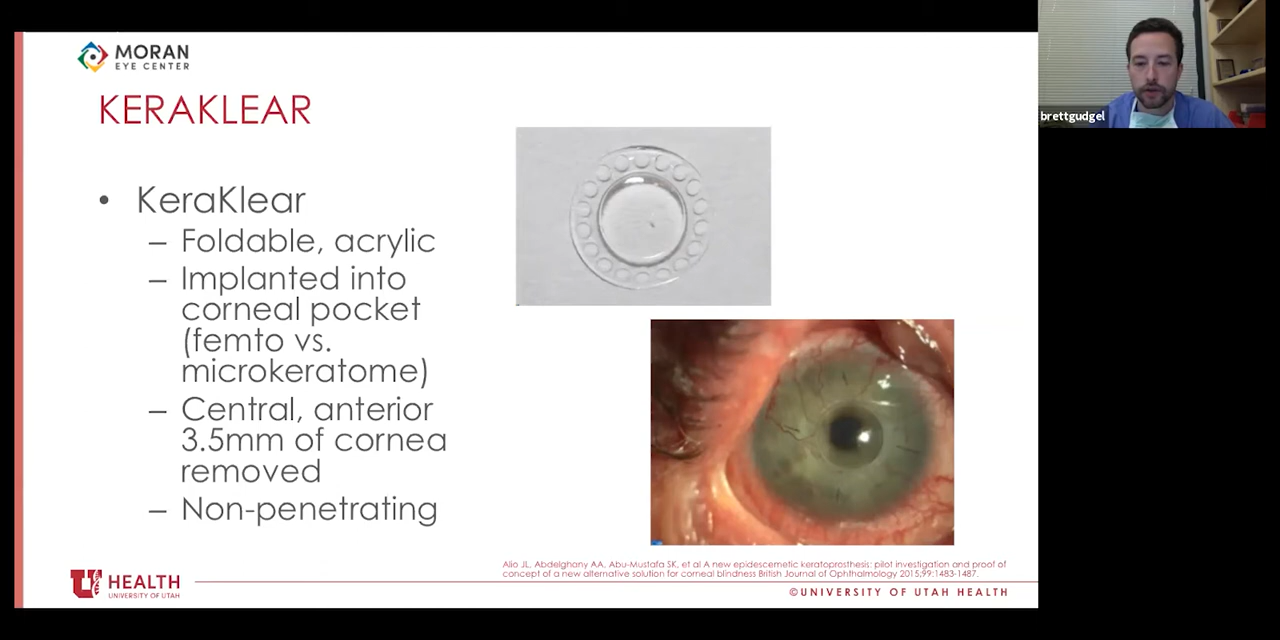 MORAN
EYE CENTER
KERAKLEAR
• KeraKlear
– Foldable, acrylic
– Implanted into
corneal pocket
(femto vs.
microkeratome)
– Central, anterior
3.5mm of cornea
removed
– Non-penetrating
brettgudgel
Alio JL, Abdelghany AA, Abu-Mustafa SK, et al A new epidescemetic keratoprosthesis: pilot investigation and proof of
concept of a new alternative solution for corneal blindness British Journal of Ophthalmology 2015;99:1483-1487.
U HEALTH
UNIVERSITY OF UTAH
©UNIVERSITY OF UTAH HEALTH